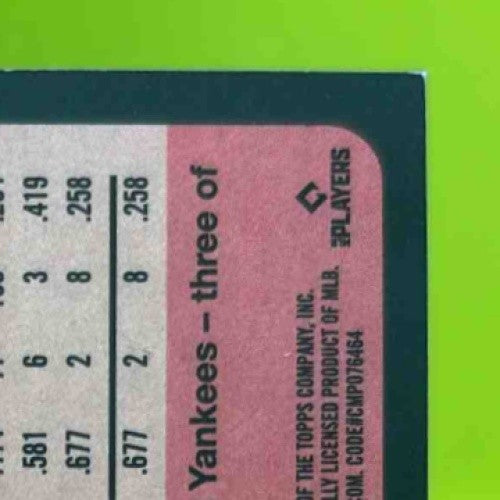 .581 6 3 .419
.677 2 8 .258
.677 2 8 .258
Yankees – three of
OF THE TOPPS COMPANY, INC.
LLY LICENSED PRODUCT OF MLB.
COM. CODE#CMP076464
PLAYERS